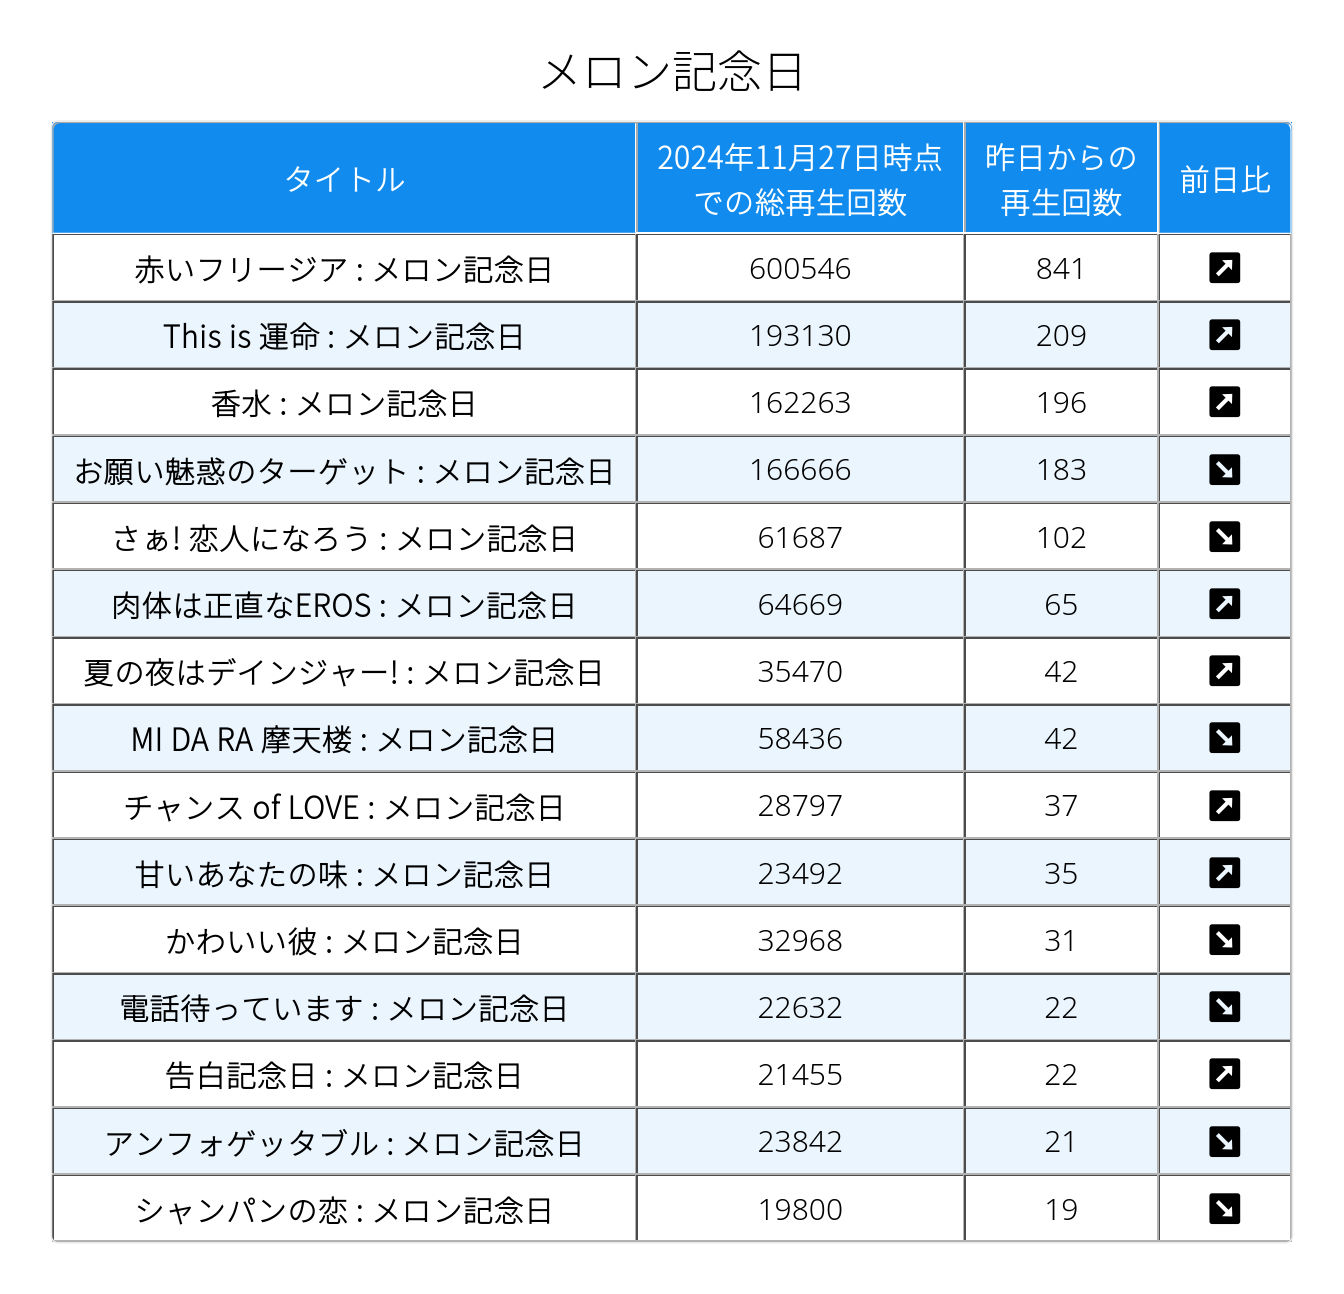 メロン記念日
タイトル 2024年11月27日時点での総再生回数 昨日からの再生回数 前日比
赤いフリージア : メロン記念日 600546 841 ↗
This is 運命 : メロン記念日 193130 209 ↗
香水 : メロン記念日 162263 196 ↗
お願い魅惑のターゲット : メロン記念日 166666 183 ↘
さぁ! 恋人になろう : メロン記念日 61687 102 ↘
肉体は正直なEROS : メロン記念日 64669 65 ↗
夏の夜はデインジャー! : メロン記念日 35470 42 ↗
MI DA RA 摩天楼 : メロン記念日 58436 42 ↘
チャンス of LOVE : メロン記念日 28797 37 ↗
甘いあなたの味 : メロン記念日 23492 35 ↗
かわいい彼 : メロン記念日 32968 31 ↘
電話待っています : メロン記念日 22632 22 ↘
告白記念日 : メロン記念日 21455 22 ↗
アンフォゲッタブル : メロン記念日 23842 21 ↘
シャンパンの恋 : メロン記念日 19800 19 ↘